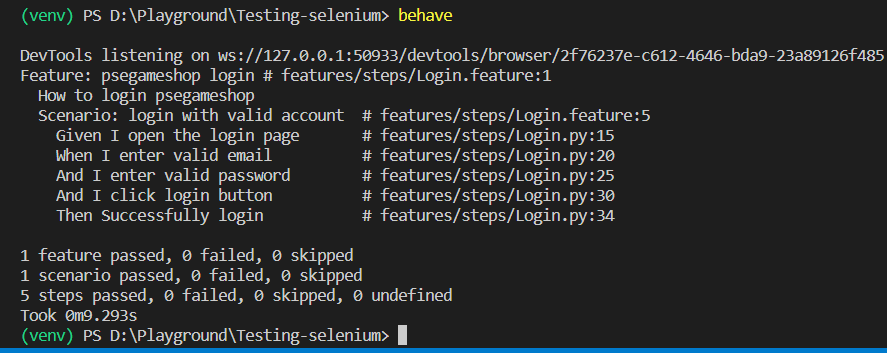 (venv) PS D:\Playground\Testing-selenium> behave
DevTools listening on ws://127.0.0.1:50933/devtools/browser/2f76237e-c612-4646-bda9-23a89126f485
Feature: psegameshop login # features/steps/Login.feature:1
How to login psegameshop
Scenario: login with valid account # features/steps/Login.feature:5
Given I open the login page # features/steps/Login.py:15
When I enter valid email # features/steps/Login.py:20
And I enter valid password # features/steps/Login.py:25
And I click login button # features/steps/Login.py:30
Then Successfully login # features/steps/Login.py:34
1 feature passed, 0 failed, 0 skipped
1 scenario passed, 0 failed, 0 skipped
5 steps passed, 0 failed, 0 skipped, 0 undefined
Took 0m9.293s
(venv) PS D:\Playground\Testing-selenium>